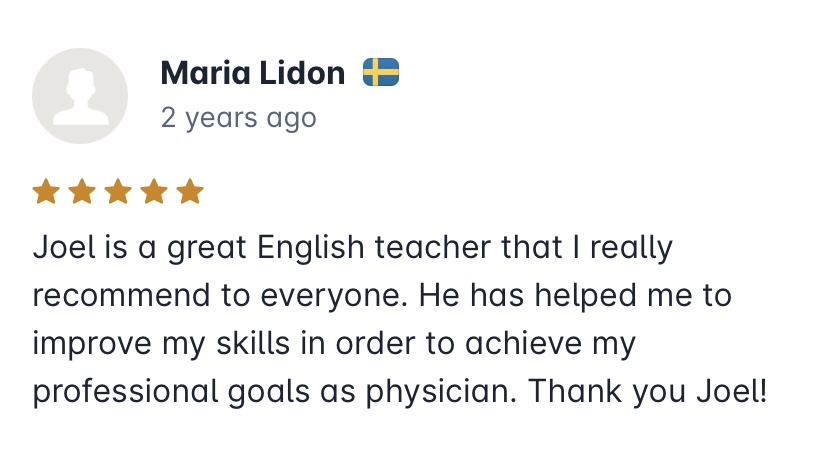 Maria Lidon
2 years ago
Joel is a great English teacher that I really
recommend to everyone. He has helped me to
improve my skills in order to achieve my
professional goals as physician. Thank you Joel!